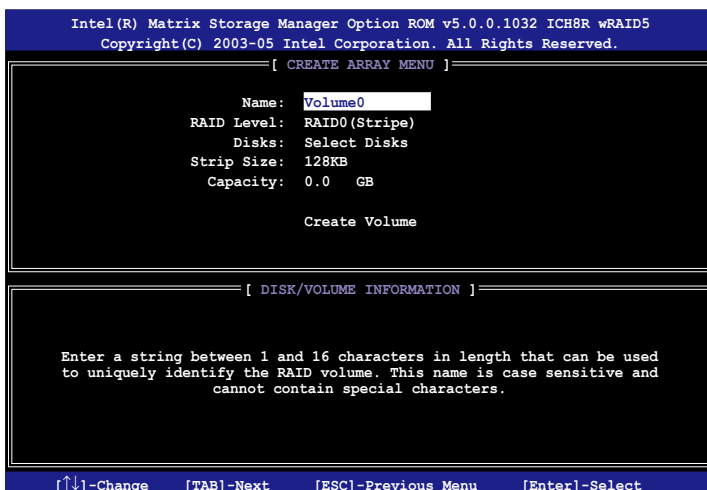 Intel(R) Matrix Storage Manager Option ROM v5.0.0.1032 ICH8R wRAID5
Copyright(C) 2003-05 Intel Corporation. All Rights Reserved.
[ CREATE ARRAY MENU ]
Name: Volume0
RAID Level: RAID0(Stripe)
Disks: Select Disks
Strip Size: 128KB
Capacity: 0.0 GB
Create Volume
[ DISK/VOLUME INFORMATION ]
Enter a string between 1 and 16 characters in length that can be used
to uniquely identify the RAID volume. This name is case sensitive and
cannot contain special characters.
[↑↓]-Change [TAB]-Next [ESC]-Previous Menu [Enter]-Select